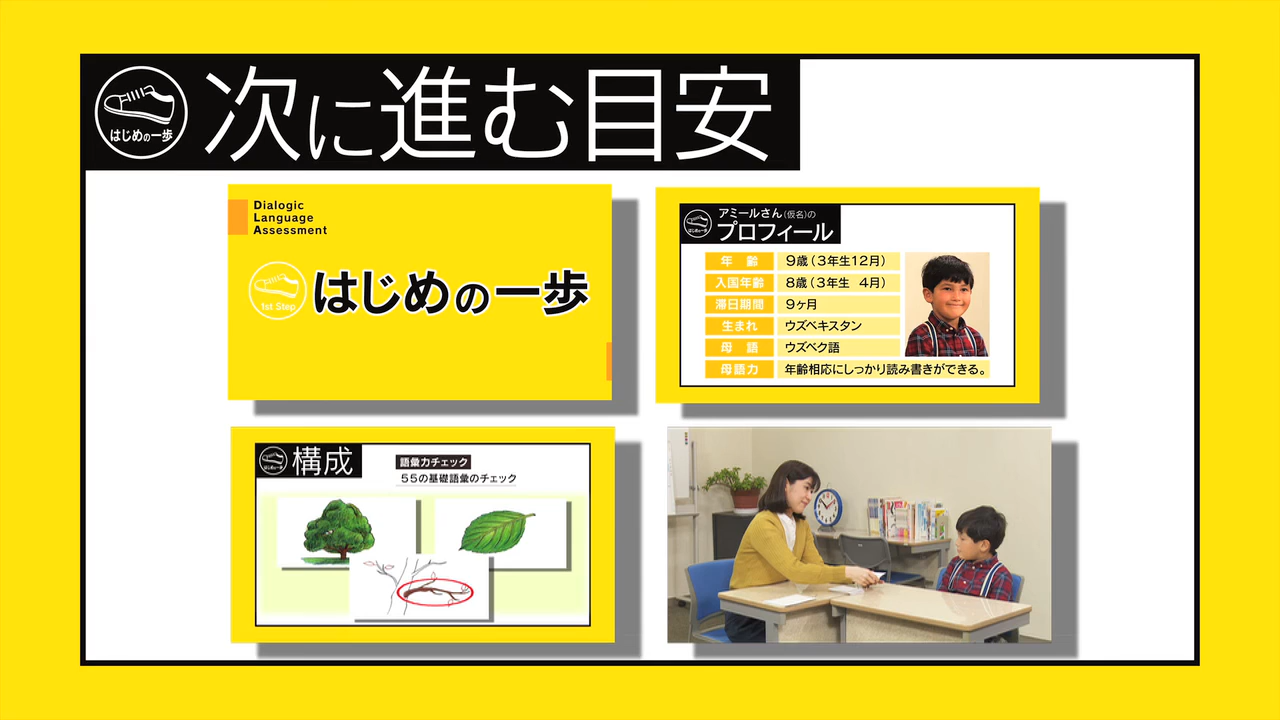 はじめの一歩
次に進む目安
Dialogic
Language
Assessment
1st Step
はじめの一歩
はじめの一歩
アミールさん(仮名)の
プロフィール
年 齢 9歳(3年生12月)
入国年齢 8歳(3年生 4月)
滞日期間 9ヶ月
生まれ ウズベキスタン
母 語 ウズベク語
母語力 年齢相応にしっかり読み書きができる。
はじめの一歩
構成
語彙力チェック
55の基礎語彙のチェック